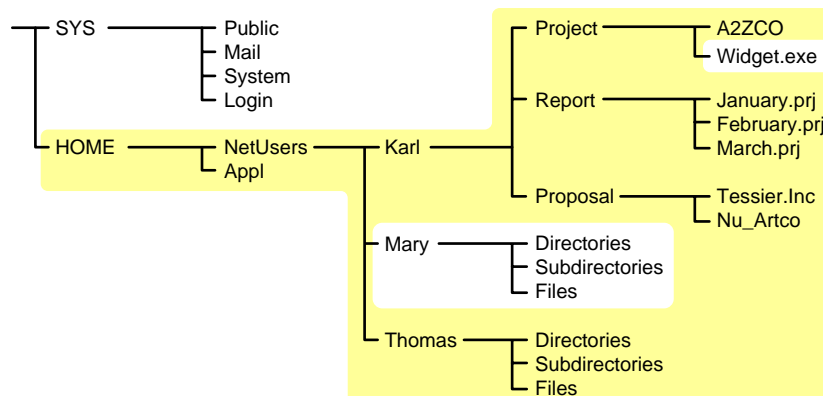 SYS Public Project A2ZCO
Mail Widget.exe
System
Login Report January.prj
February.prj
HOME NetUsers Karl March.prj
Appl
Proposal Tessier.Inc
Nu_Artco
Mary Directories
Subdirectories
Files
Thomas Directories
Subdirectories
Files